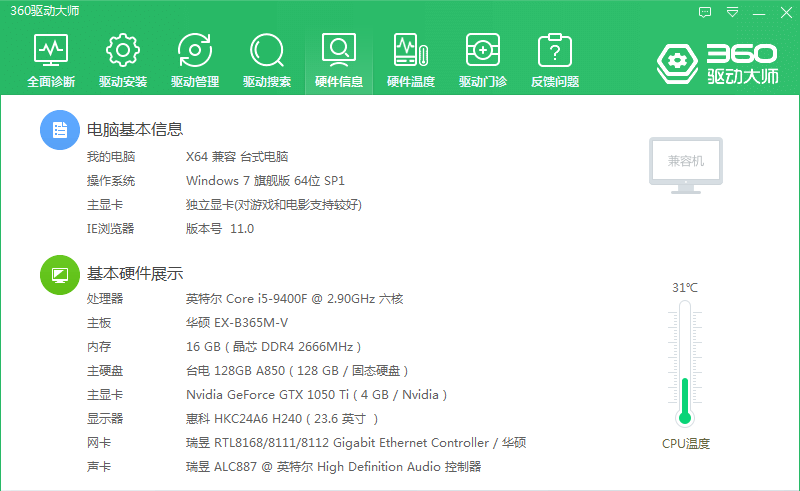 360驱动大师
全面诊断 驱动安装 驱动管理 驱动搜索 硬件信息 硬件温度 驱动门诊 反馈问题
360
驱动大师
电脑基本信息
我的电脑 X64 兼容 台式电脑
操作系统 Windows 7 旗舰版 64位 SP1
主显卡 独立显卡(对游戏和电影支持较好)
IE浏览器 版本号 11.0
兼容机
基本硬件展示
处理器 英特尔 Core i5-9400F @ 2.90GHz 六核
主板 华硕 EX-B365M-V
内存 16 GB ( 晶芯 DDR4 2666MHz )
主硬盘 台电 128GB A850 ( 128 GB / 固态硬盘 )
主显卡 Nvidia GeForce GTX 1050 Ti ( 4 GB / Nvidia )
显示器 惠科 HKC24A6 H240 ( 23.6 英寸 )
网卡 瑞昱 RTL8168/8111/8112 Gigabit Ethernet Controller / 华硕
声卡 瑞昱 ALC887 @ 英特尔 High Definition Audio 控制器
31℃
CPU温度